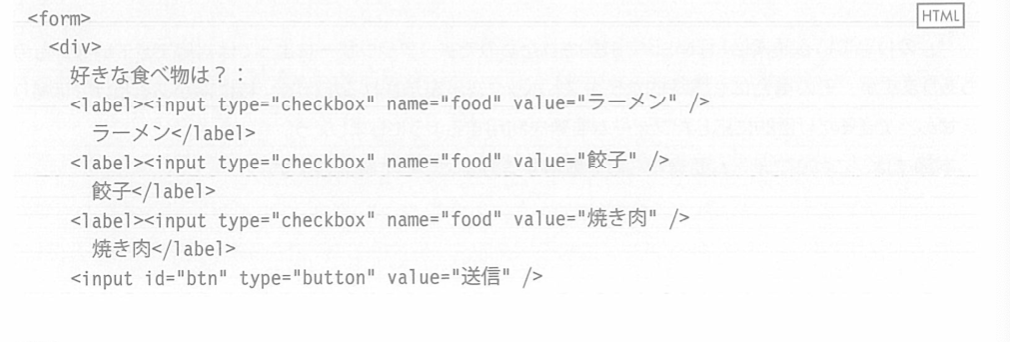 HTML
<form>
<div>
好きな食べ物は？：
<label><input type="checkbox" name="food" value="ラーメン" />
ラーメン</label>
<label><input type="checkbox" name="food" value="餃子" />
餃子</label>
<label><input type="checkbox" name="food" value="焼き肉" />
焼き肉</label>
<input id="btn" type="button" value="送信" />